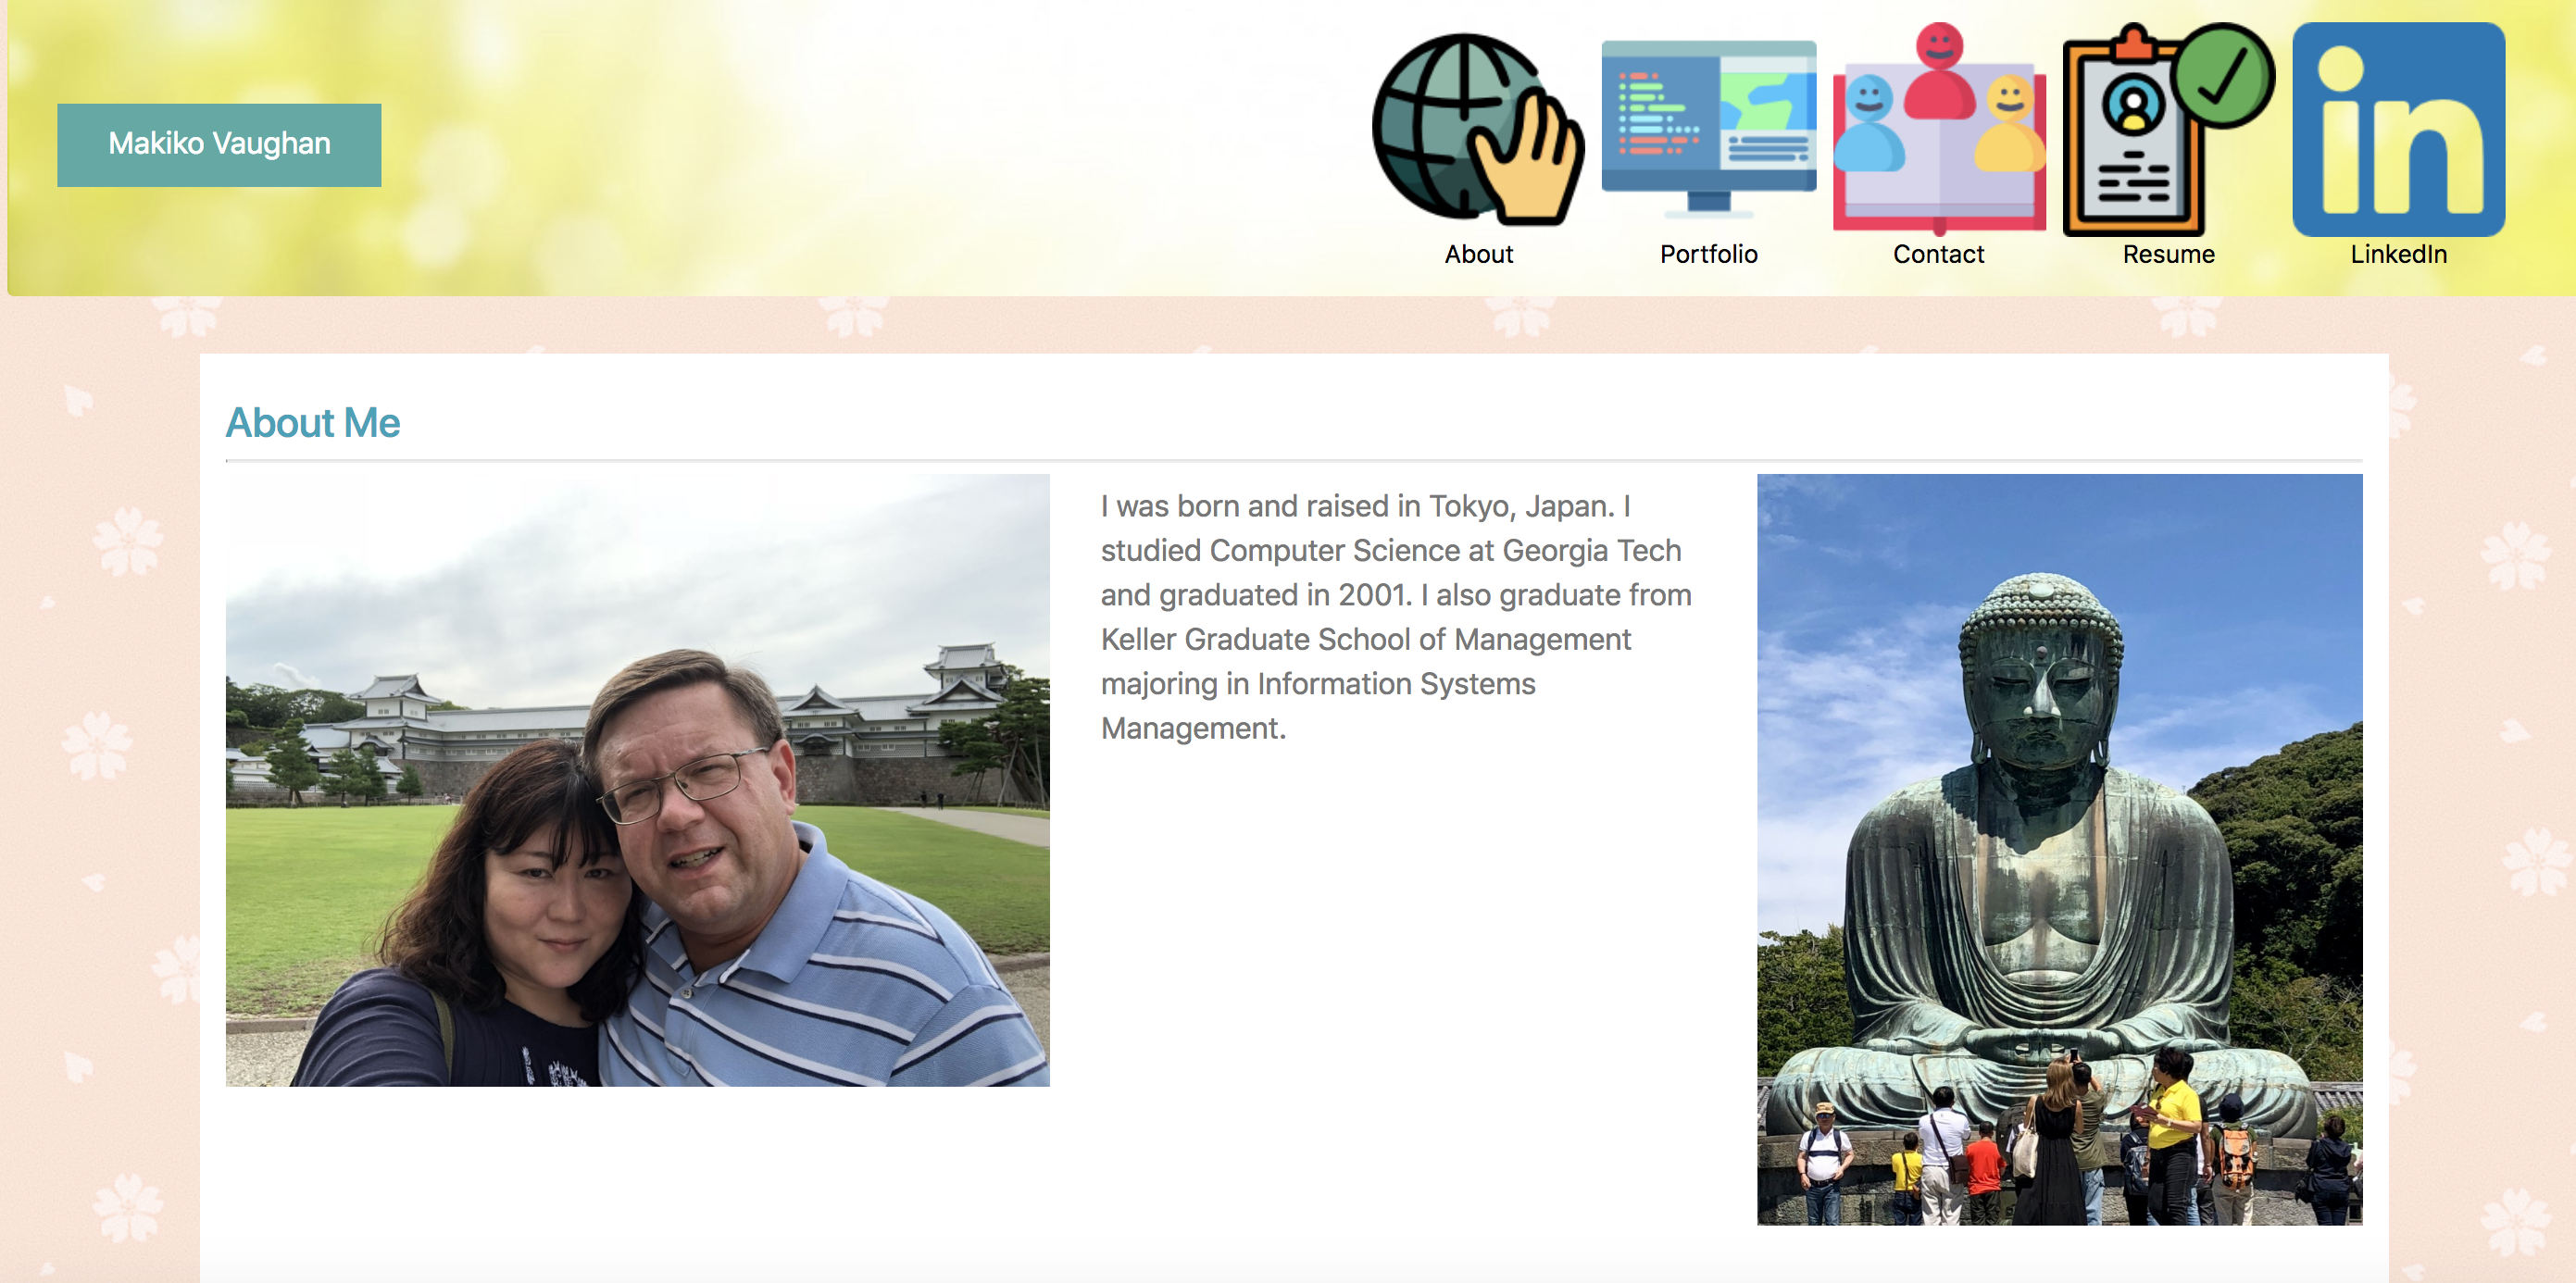 Makiko Vaughan
About
Portfolio
Contact
Resume
in
LinkedIn
About Me
I was born and raised in Tokyo, Japan. I
studied Computer Science at Georgia Tech
and graduated in 2001. I also graduate from
Keller Graduate School of Management
majoring in Information Systems
Management.